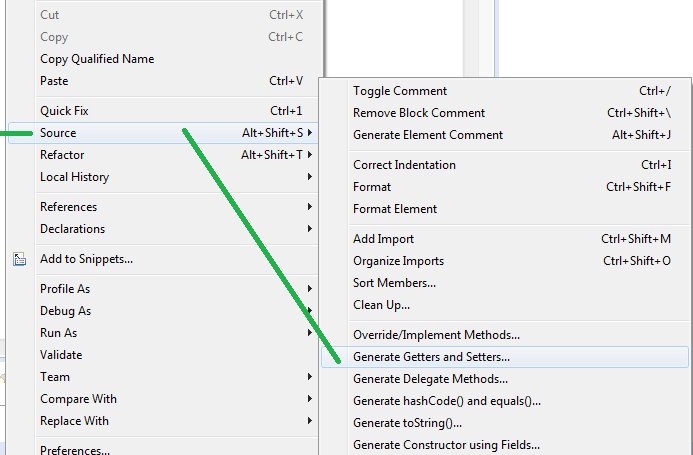 Cut Ctrl+X
Copy Ctrl+C
Copy Qualified Name
Paste Ctrl+V
Quick Fix Ctrl+1
Source Alt+Shift+S
Refactor Alt+Shift+T
Local History
References
Declarations
Add to Snippets...
Profile As
Debug As
Run As
Validate
Team
Compare With
Replace With
Preferences...
Toggle Comment Ctrl+/
Remove Block Comment Ctrl+Shift+\
Generate Element Comment Alt+Shift+J
Correct Indentation Ctrl+I
Format Ctrl+Shift+F
Format Element
Add Import Ctrl+Shift+M
Organize Imports Ctrl+Shift+O
Sort Members...
Clean Up...
Override/Implement Methods...
Generate Getters and Setters...
Generate Delegate Methods...
Generate hashCode() and equals()...
Generate toString()...
Generate Constructor using Fields...